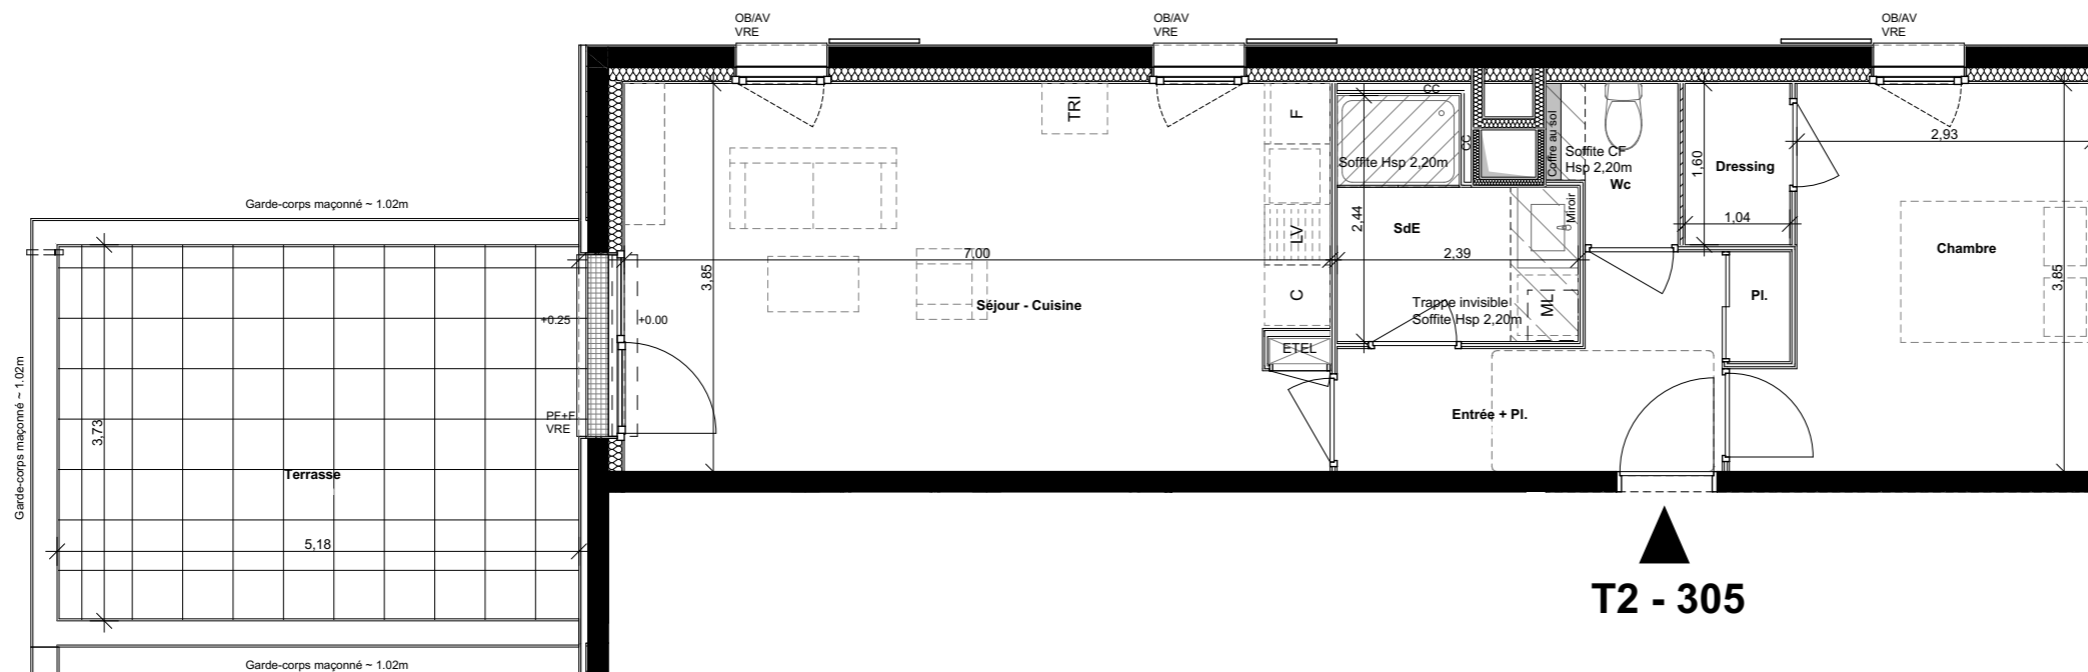 OB/AV
VRE
OB/AV
VRE
OB/AV
VRE
TRI
F
CC
CC
Soffite Hsp 2,20m
Coffre au sol
Soffite CF
Hsp 2,20m
Wc
1,60
Dressing
1,04
2,93
Garde-corps maçonné ~ 1.02m
3,85
7,00
LV
2,44
SdE
2,39
Miroir
Chambre
3,85
Séjour - Cuisine
C
Trappe invisible
Soffite Hsp 2,20m
ML
Pl.
+0.25
+0.00
ETEL
Garde-corps maçonné ~ 1.02m
3,73
PF+F
VRE
Entrée + Pl.
Terrasse
5,18
T2 - 305
Garde-corps maçonné ~ 1.02m